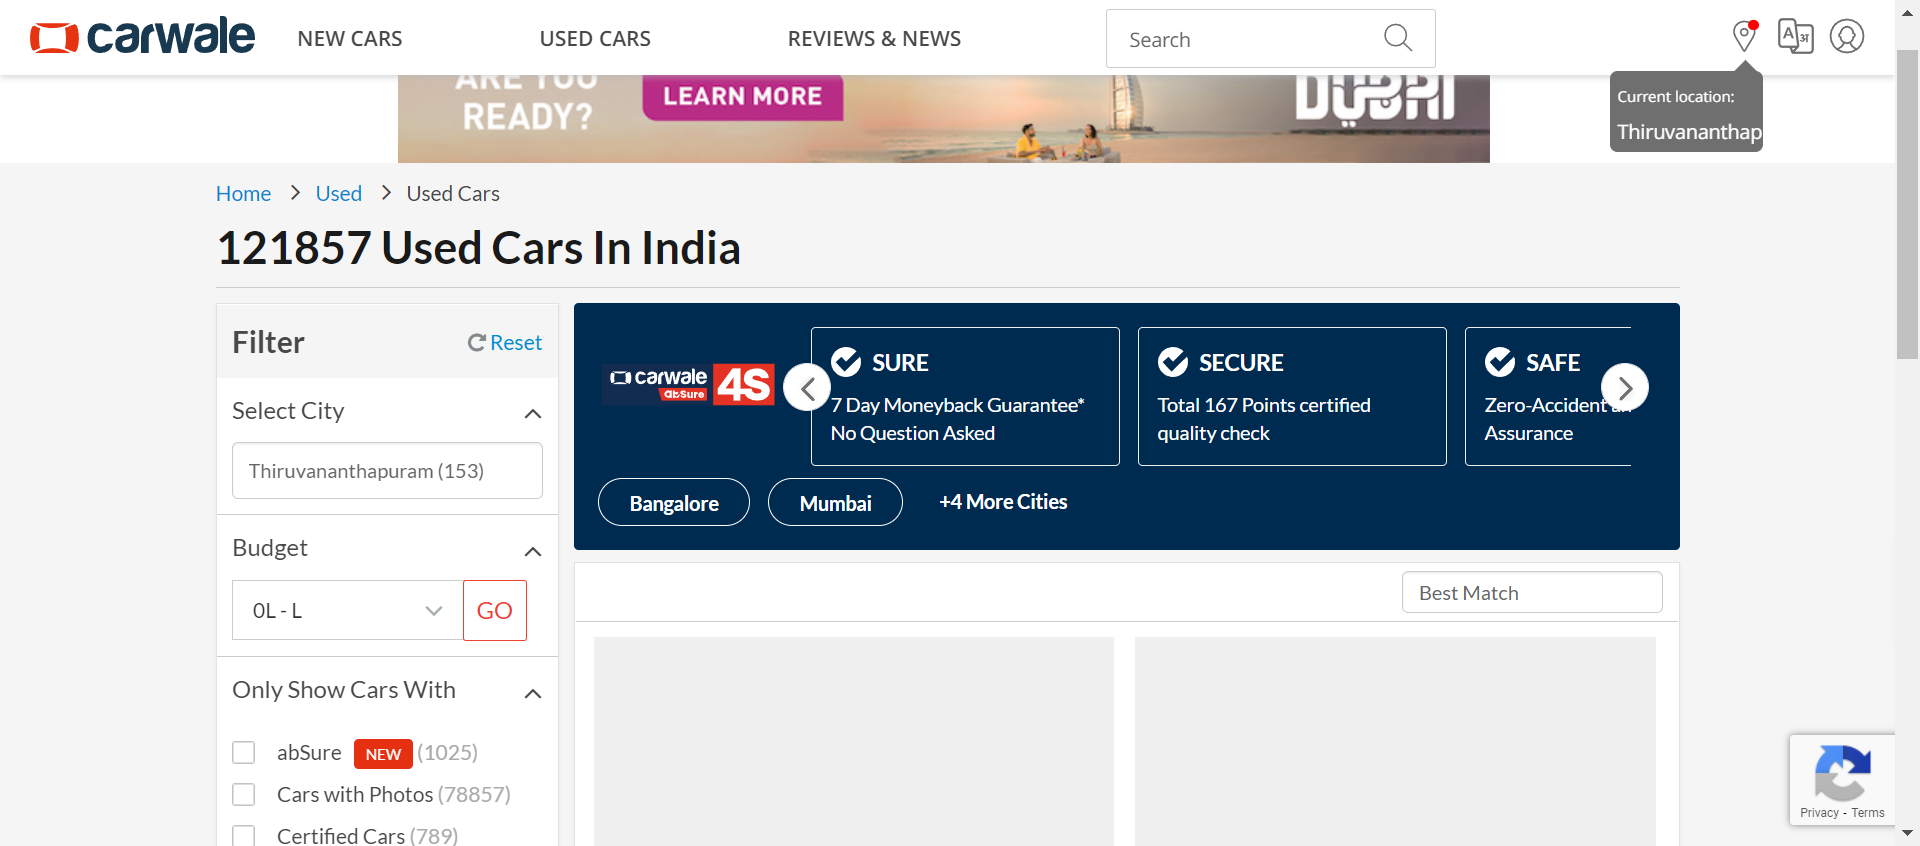 carwale NEW CARS USED CARS REVIEWS & NEWS Search
ARE YOU
READY?
LEARN MORE
DUBAI
Current location:
Thiruvananthap
Home > Used > Used Cars
121857 Used Cars In India
Filter
Reset
Select City
Thiruvananthapuram (153)
Budget
0L - L
GO
Only Show Cars With
abSure NEW (1025)
Cars with Photos (78857)
Certified Cars (789)
carwale
abSure
4S
SURE
7 Day Moneyback Guarantee*
No Question Asked
SECURE
Total 167 Points certified
quality check
SAFE
Zero-Accident
Assurance
Bangalore
Mumbai
+4 More Cities
Best Match
Privacy - Terms